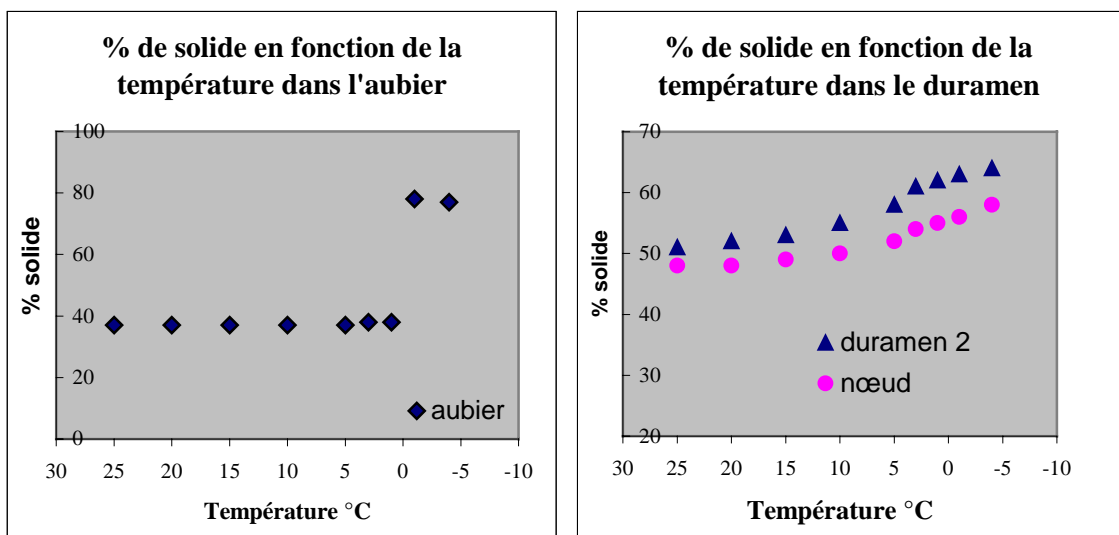 % de solide en fonction de la
température dans l'aubier
100
80
60
40
20
0
% solide
aubier
30 25 20 15 10 5 0 -5 -10
Température °C
% de solide en fonction de la
température dans le duramen
70
60
50
40
30
20
% solide
duramen 2
nœud
30 25 20 15 10 5 0 -5 -10
Température °C